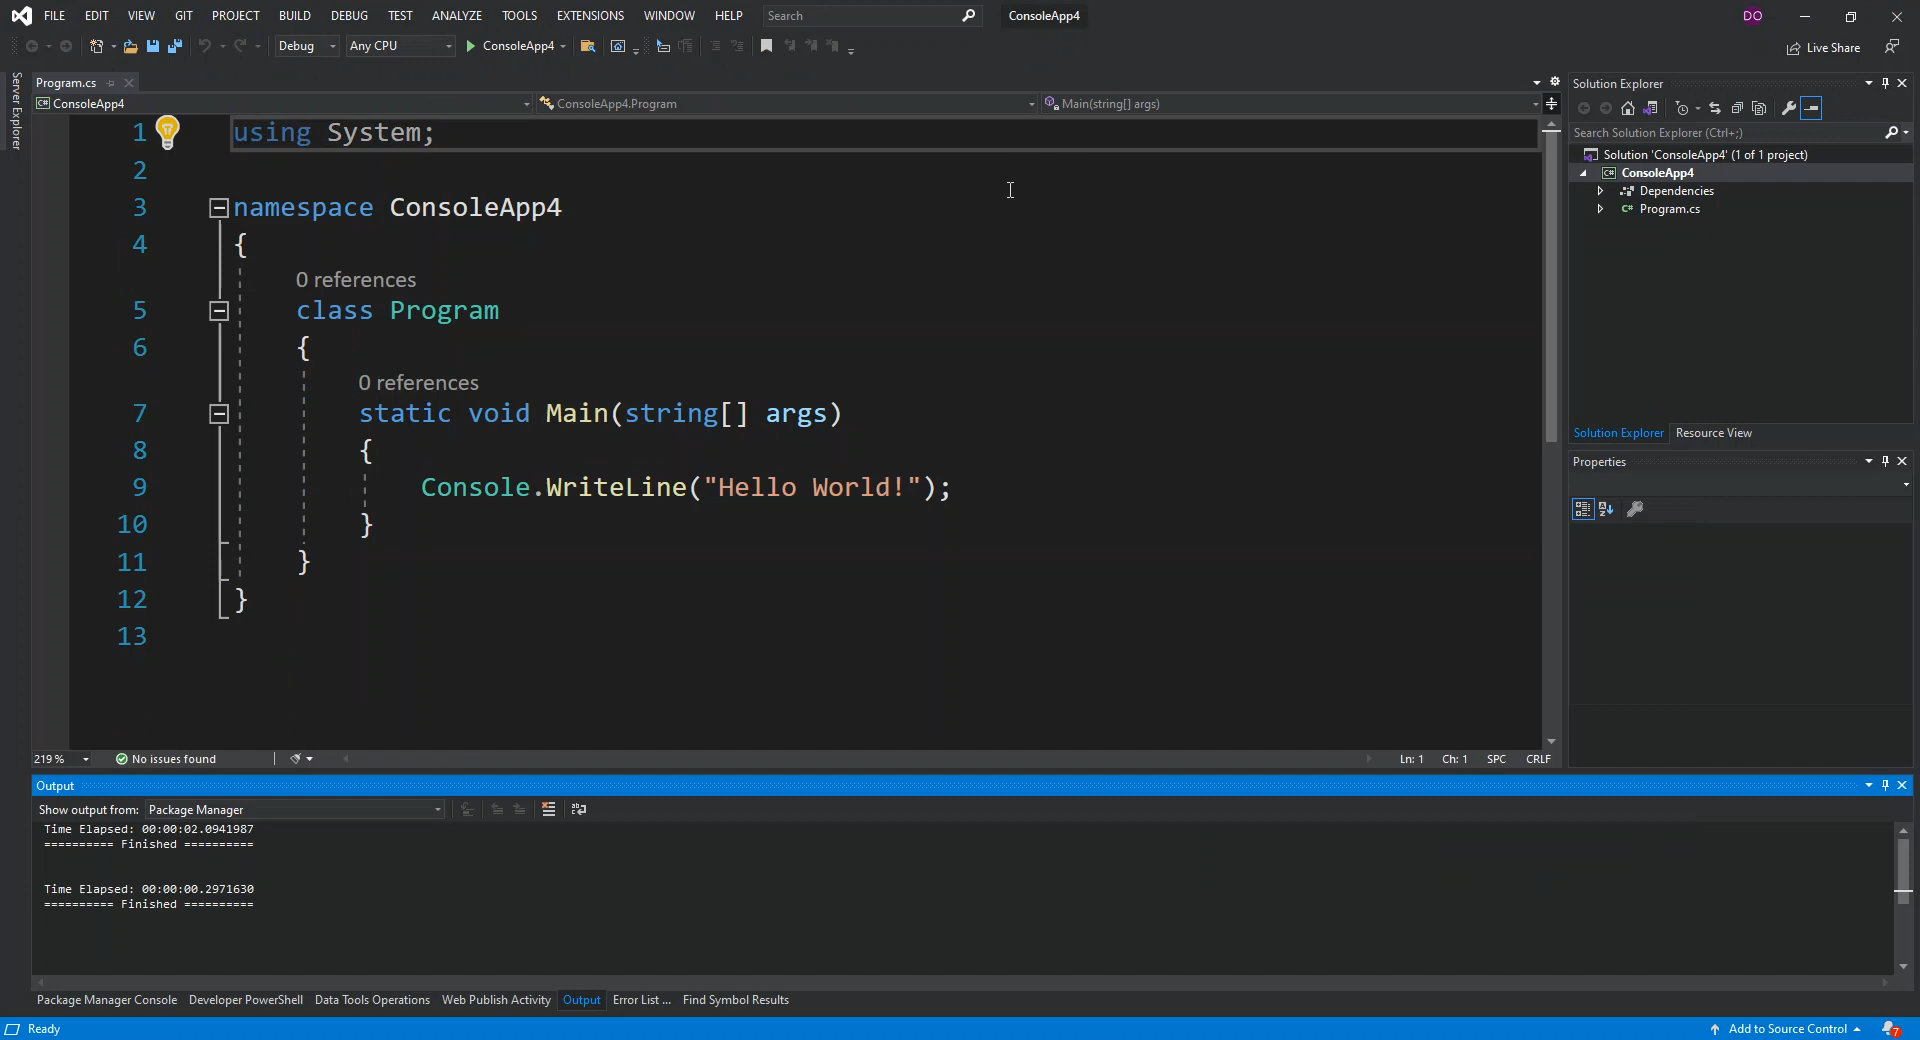 FILE EDIT VIEW GIT PROJECT BUILD DEBUG TEST ANALYZE TOOLS EXTENSIONS WINDOW HELP Search ConsoleApp4 DO
Debug Any CPU ConsoleApp4 Live Share
Server Explorer
Program.cs
ConsoleApp4 ConsoleApp4.Program Main(string[] args)
1 using System;
2
3 namespace ConsoleApp4
4 {
0 references
5 class Program
6 {
0 references
7 static void Main(string[] args)
8 {
9 Console.WriteLine("Hello World!");
10 }
11 }
12 }
13
219 % No issues found Ln: 1 Ch: 1 SPC CRLF
Solution Explorer
Search Solution Explorer (Ctrl+;)
Solution 'ConsoleApp4' (1 of 1 project)
C# ConsoleApp4
Dependencies
C# Program.cs
Solution Explorer Resource View
Properties
Output
Show output from: Package Manager
Time Elapsed: 00:00:02.0941987
========== Finished ==========
Time Elapsed: 00:00:00.2971630
========== Finished ==========
Package Manager Console Developer PowerShell Data Tools Operations Web Publish Activity Output Error List ... Find Symbol Results
Ready Add to Source Control 7